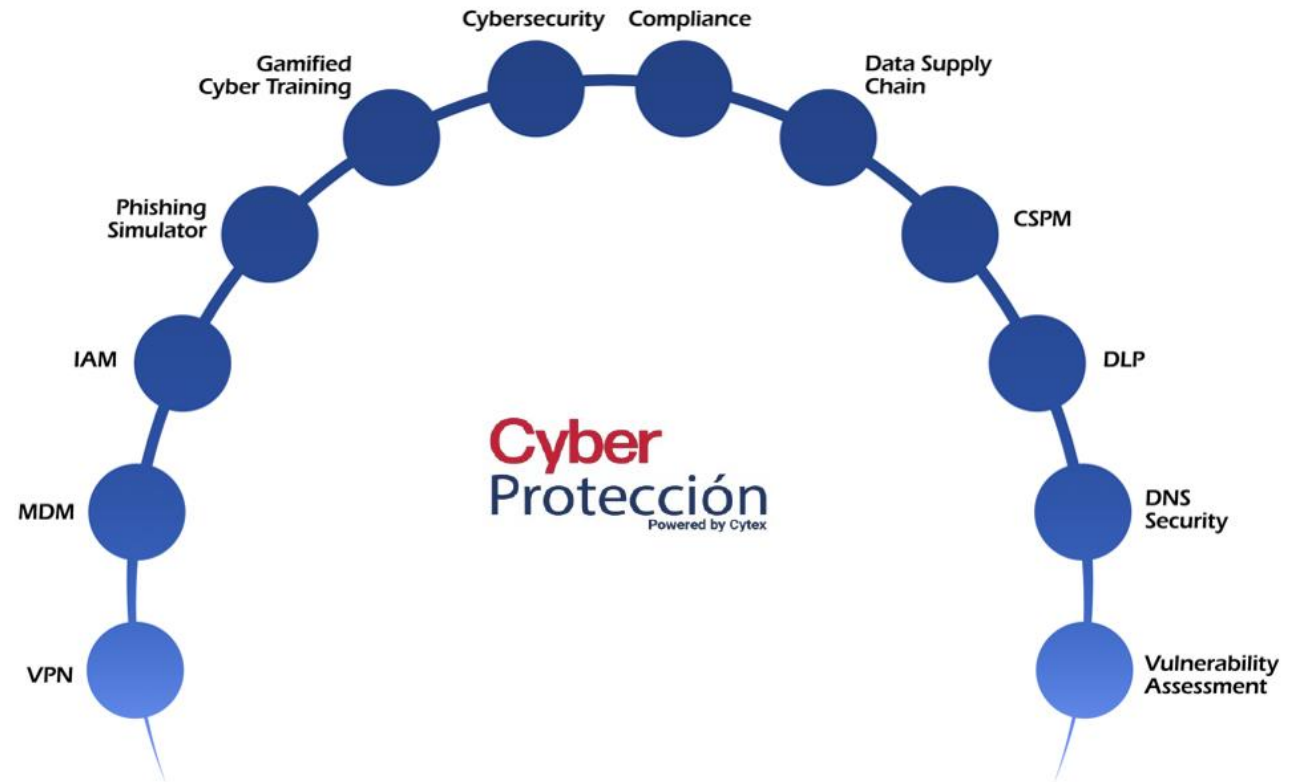 Cybersecurity
Compliance
Gamified
Cyber Training
Data Supply
Chain
Phishing
Simulator
CSPM
IAM
DLP
Cyber
Protección
Powered by Cytex
MDM
DNS
Security
VPN
Vulnerability
Assessment